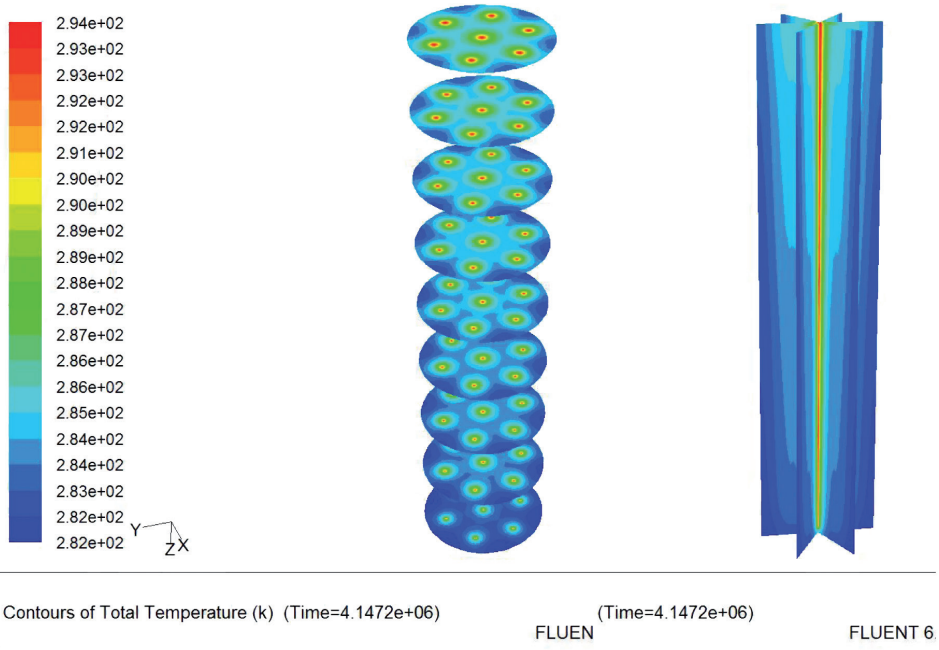 2.94e+02
2.93e+02
2.93e+02
2.92e+02
2.92e+02
2.91e+02
2.90e+02
2.90e+02
2.89e+02
2.89e+02
2.88e+02
2.87e+02
2.87e+02
2.86e+02
2.86e+02
2.85e+02
2.84e+02
2.84e+02
2.83e+02
2.82e+02
2.82e+02
Y
Z X
Contours of Total Temperature (k) (Time=4.1472e+06) (Time=4.1472e+06)
FLUEN FLUENT 6.